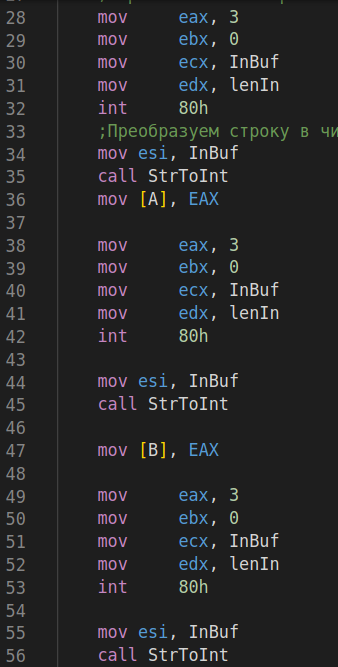 28 mov eax, 3
29 mov ebx, 0
30 mov ecx, InBuf
31 mov edx, lenIn
32 int 80h
33 ;Преобразуем строку в чи
34 mov esi, InBuf
35 call StrToInt
36 mov [A], EAX
37
38 mov eax, 3
39 mov ebx, 0
40 mov ecx, InBuf
41 mov edx, lenIn
42 int 80h
43
44 mov esi, InBuf
45 call StrToInt
46
47 mov [B], EAX
48
49 mov eax, 3
50 mov ebx, 0
51 mov ecx, InBuf
52 mov edx, lenIn
53 int 80h
54
55 mov esi, InBuf
56 call StrToInt